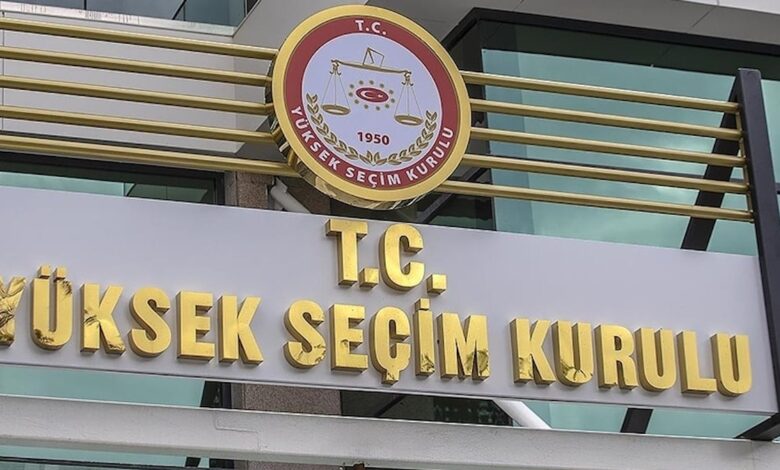 T.C.
1950
YÜKSEK SEÇİM KURULU
T.C.
YÜKSEK SEÇİM KURULU